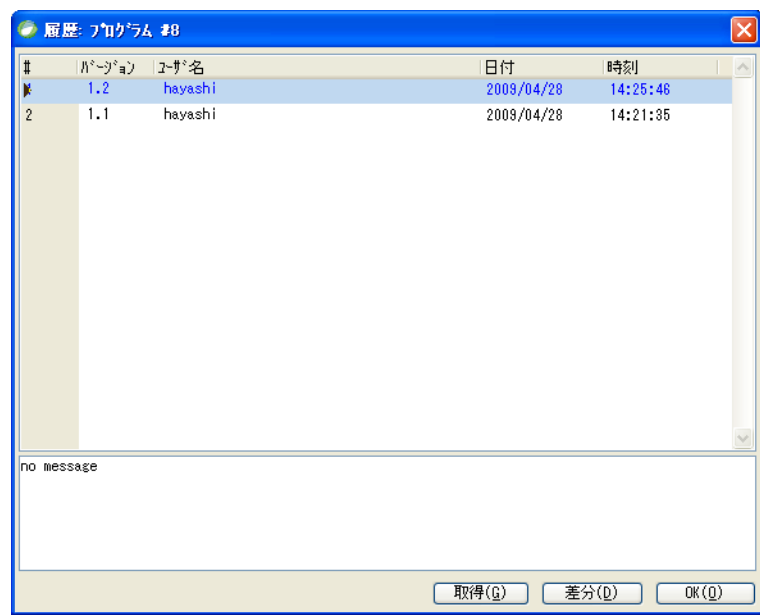 履歴: ﾌﾟﾛｸﾞﾗﾑ #8
# ﾊﾞｰｼﾞｮﾝ ﾕｰｻﾞ名 日付 時刻
1.2 hayashi 2009/04/28 14:25:46
2 1.1 hayashi 2009/04/28 14:21:35
no message
取得(G) 差分(D) OK(O)